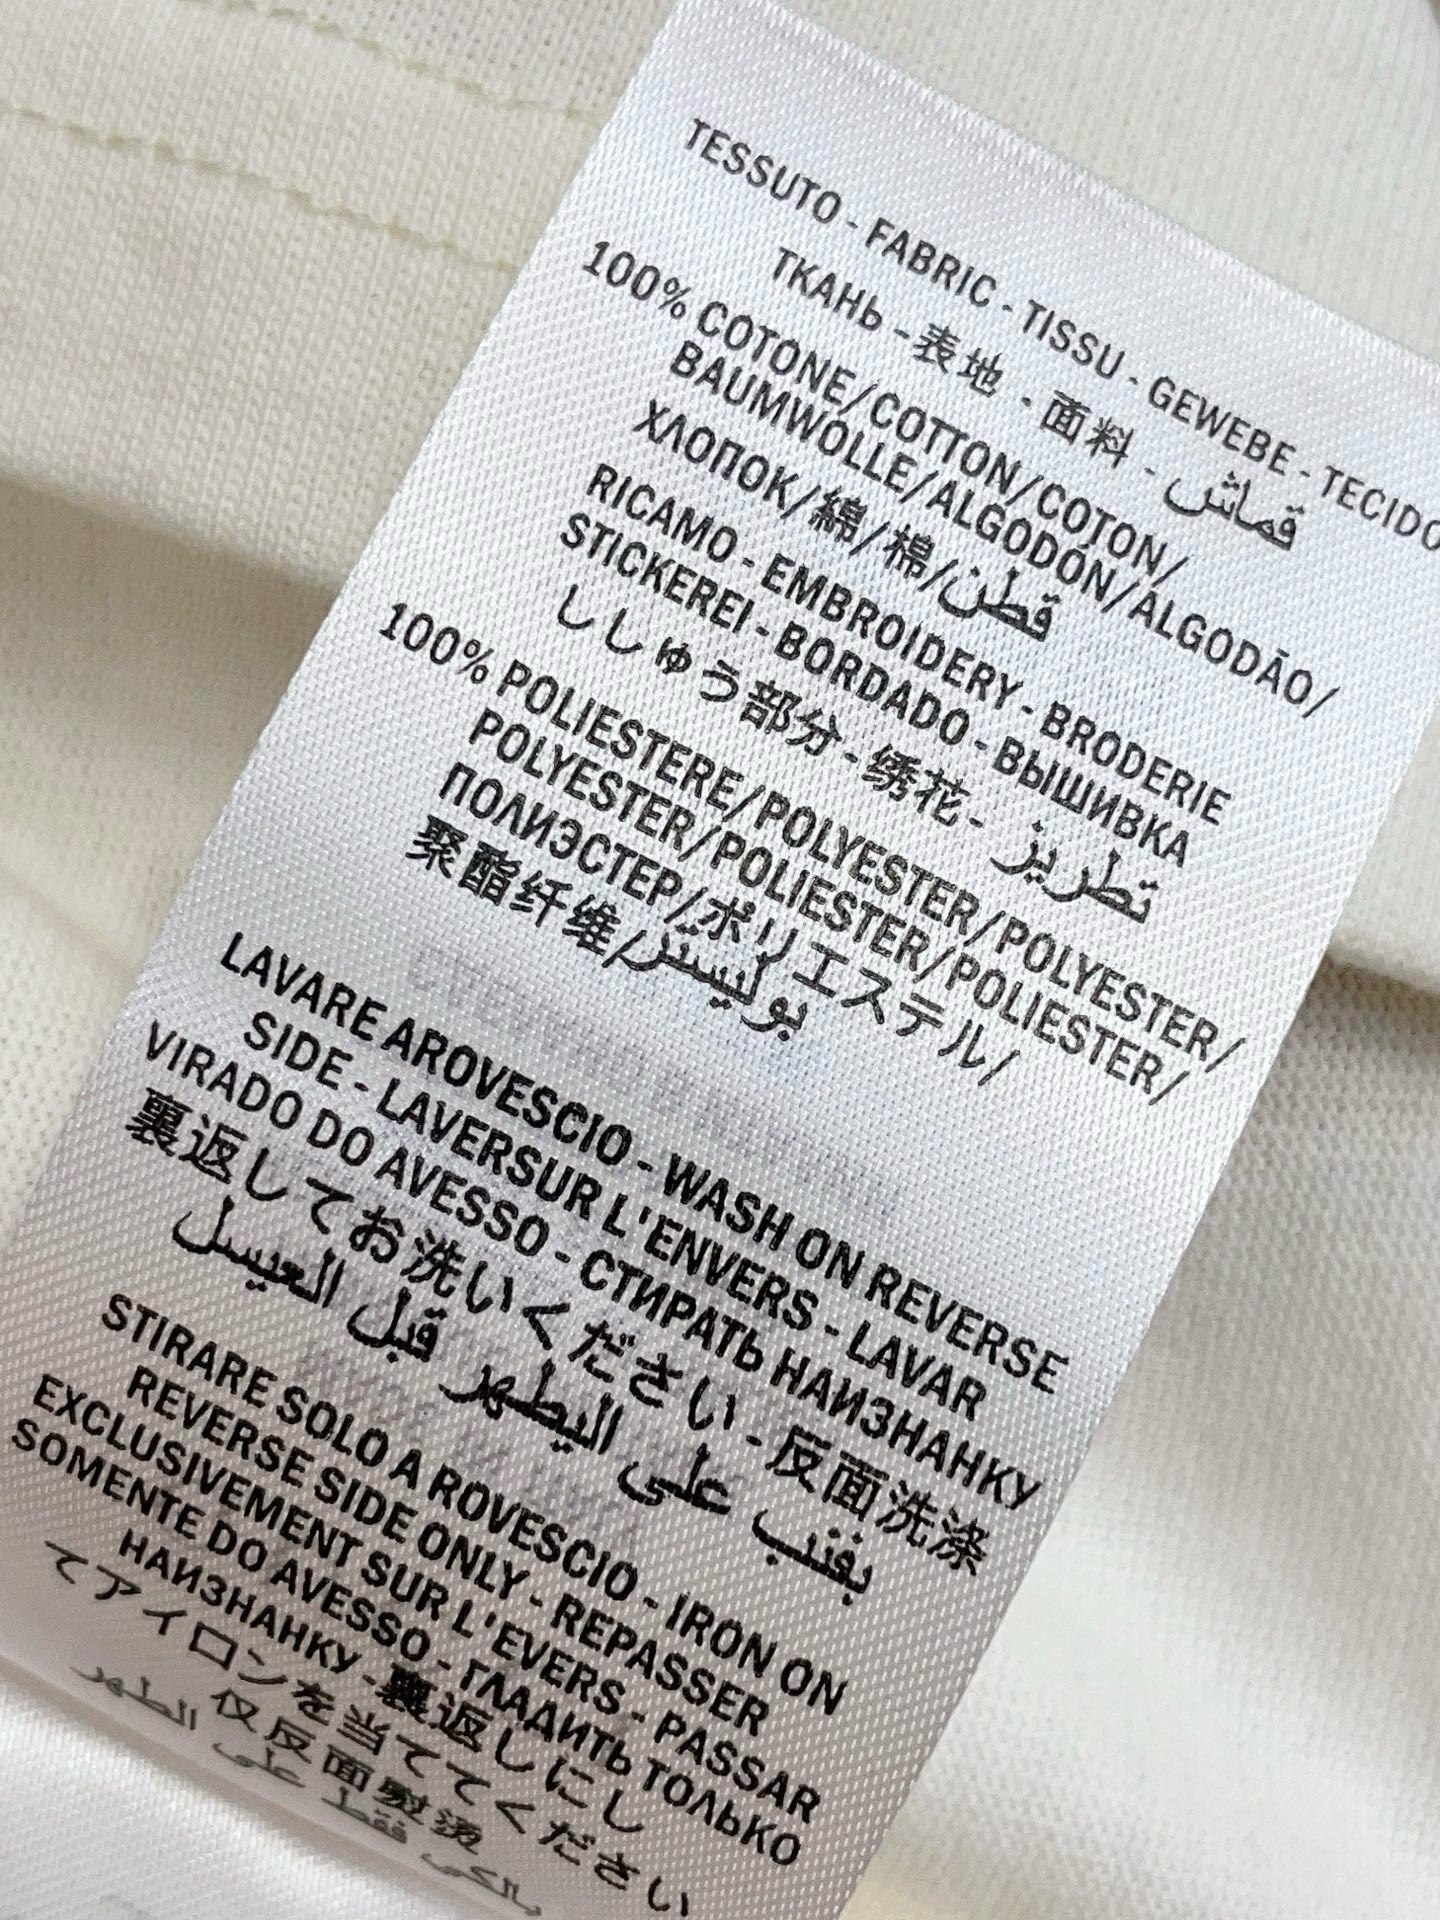 TESSUTO - FABRIC - TISSU - GEWEBE - TECIDO
ТКАНЬ - 表地 - 面料 - قماش
100% COTONE/COTTON/COTON/
BAUMWOLLE/ALGODÓN/ALGODÃO/
ХЛОПОК/綿/棉/قطن
RICAMO - EMBROIDERY - BRODERIE
STICKEREI - BORDADO - ВЫШИВКА
ししゅう部分 - 绣花 - تطريز
100% POLIESTERE/POLYESTER/POLYESTER/
POLYESTER/POLIESTER/POLIESTER/
ПОЛИЭСТЕР/ポリエステル/
聚酯纤维/بوليستر
LAVARE AROVESCIO - WASH ON REVERSE
SIDE - LAVERSUR L'ENVERS - LAVAR
VIRADO DO AVESSO - СТИРАТЬ НАИЗНАНКУ
裏返してお洗いください - 反面洗涤
على قبل
STIRARE SOLO A ROVESCIO - IRON ON
REVERSE SIDE ONLY - REPASSER
EXCLUSIVEMENT SUR L'EVERS - PASSAR
SOMENTE DO AVESSO - ГЛАДИТЬ ТОЛЬКО
НАИЗНАНКУ - 裏返しにし
てアイロンを当ててください
仅反面熨烫
فقط على